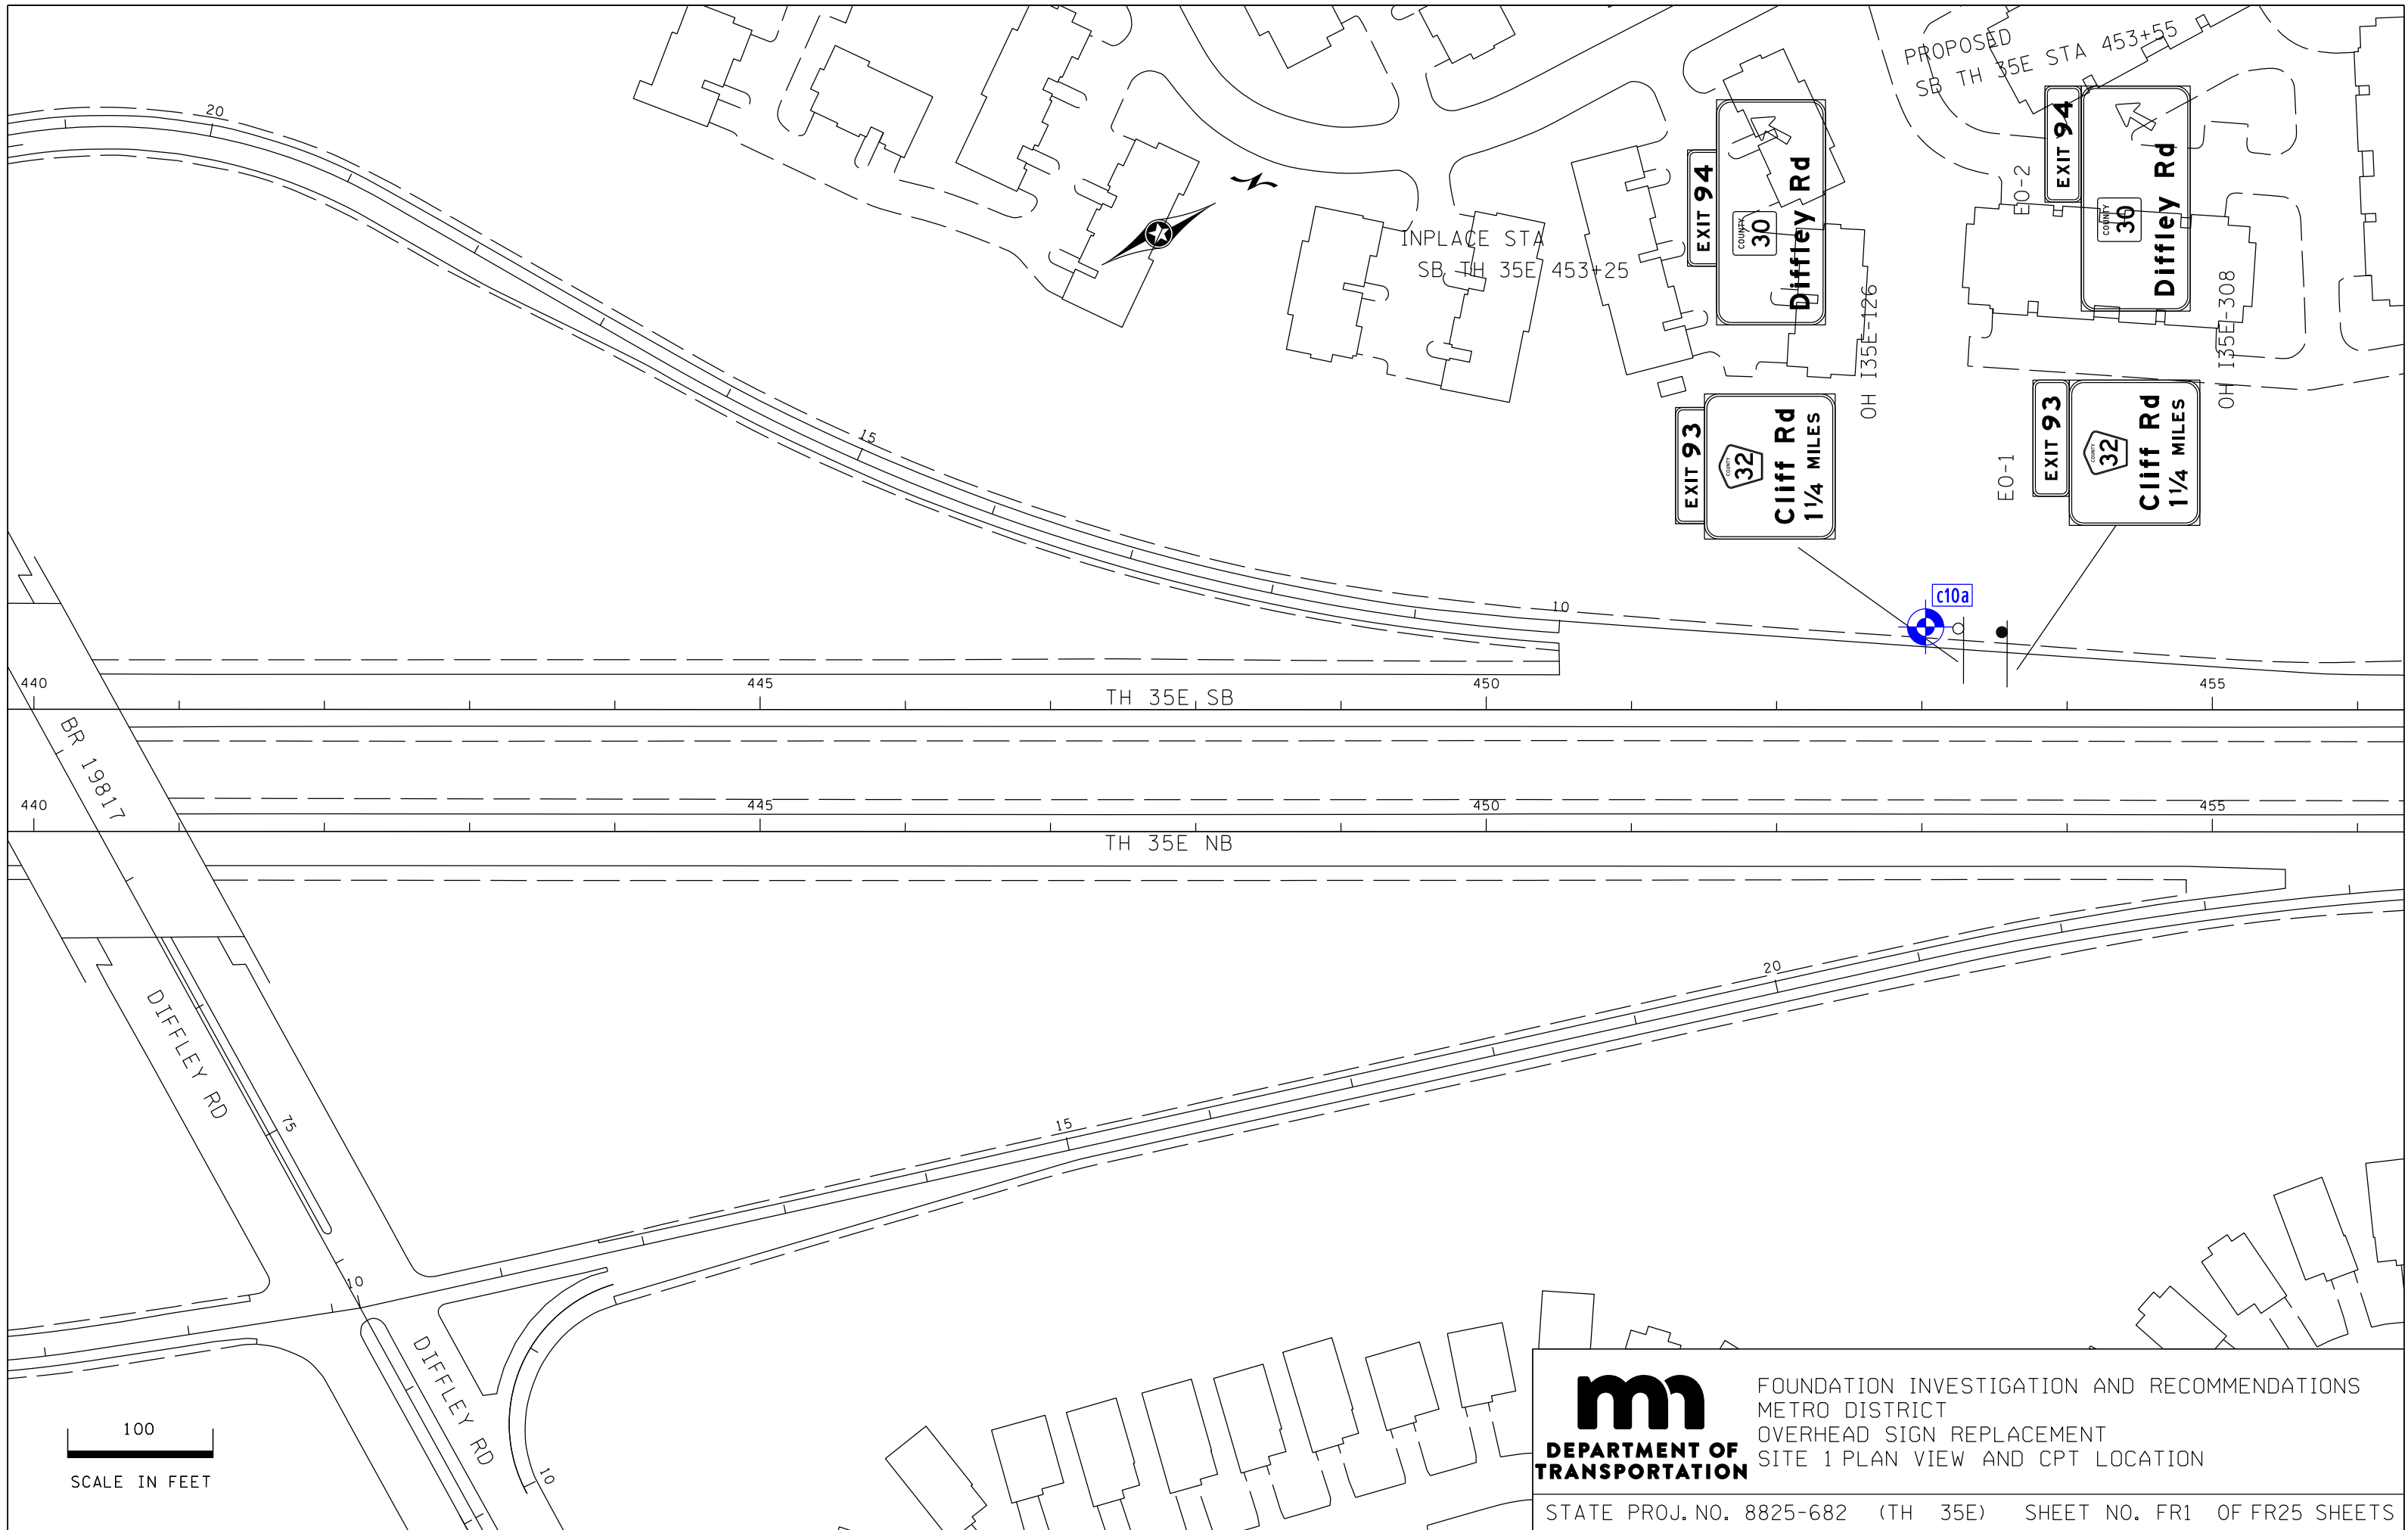 PROPOSED
SB TH 35E STA 453+55
20
EXIT 94
COUNTY
30
Diffley Rd
EXIT 94
COUNTY
30
Diffley Rd
EO-2
INPLACE STA
SB TH 35E 453+25
OH I35E-126
OH I35E-308
EXIT 93
COUNTY
32
Cliff Rd
1 1/4 MILES
EO-1
EXIT 93
COUNTY
32
Cliff Rd
1 1/4 MILES
15
10
c10a
440
445
450
455
TH 35E SB
BR 19817
440
445
450
455
TH 35E NB
DIFFLEY RD
20
75
15
10
DIFFLEY RD
10
100
SCALE IN FEET
DEPARTMENT OF
TRANSPORTATION
FOUNDATION INVESTIGATION AND RECOMMENDATIONS
METRO DISTRICT
OVERHEAD SIGN REPLACEMENT
SITE 1 PLAN VIEW AND CPT LOCATION
STATE PROJ. NO. 8825-682 (TH 35E) SHEET NO. FR1 OF FR25 SHEETS